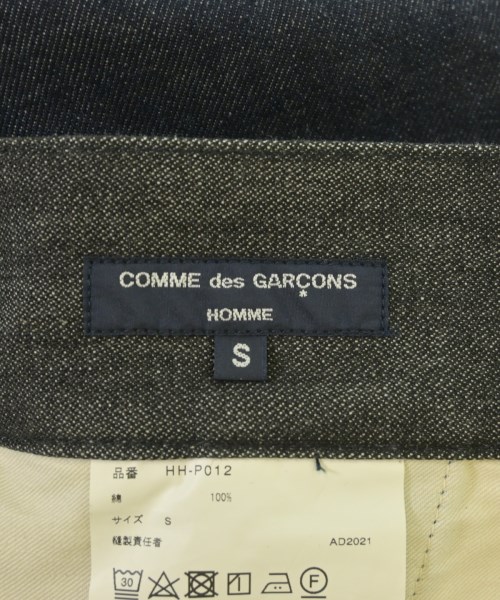 COMME des GARÇONS
HOMME
S
品番 HH-P012
綿 100%
サイズ S
縫製責任者 AD2021
30
F